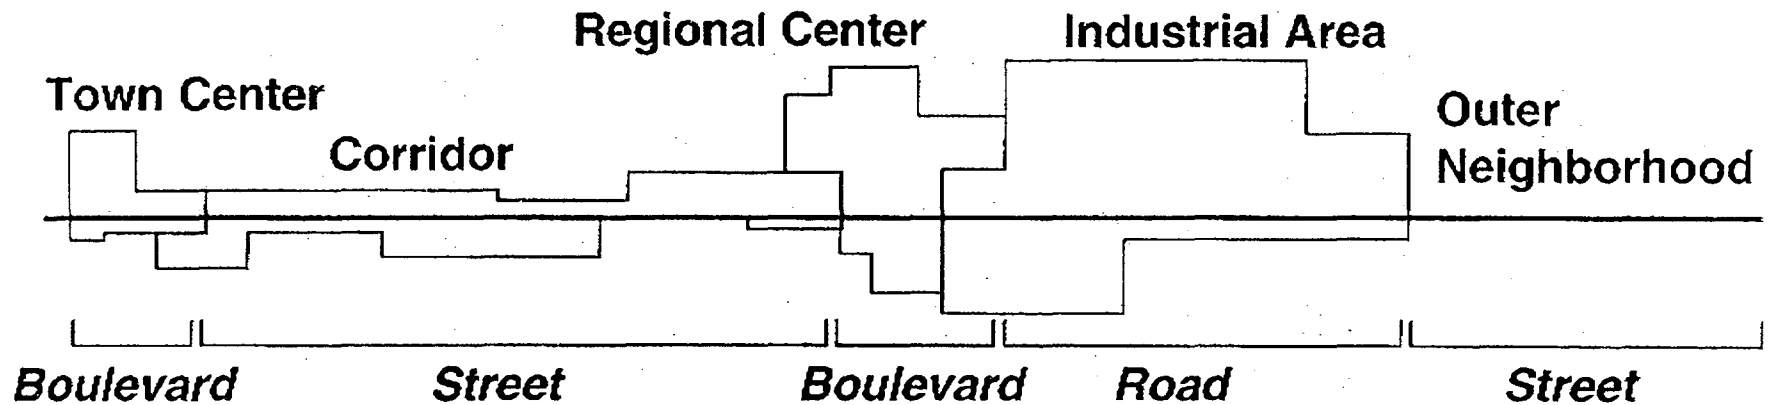 Regional Center
Industrial Area
Town Center
Corridor
Outer
Neighborhood
Boulevard
Street
Boulevard
Road
Street